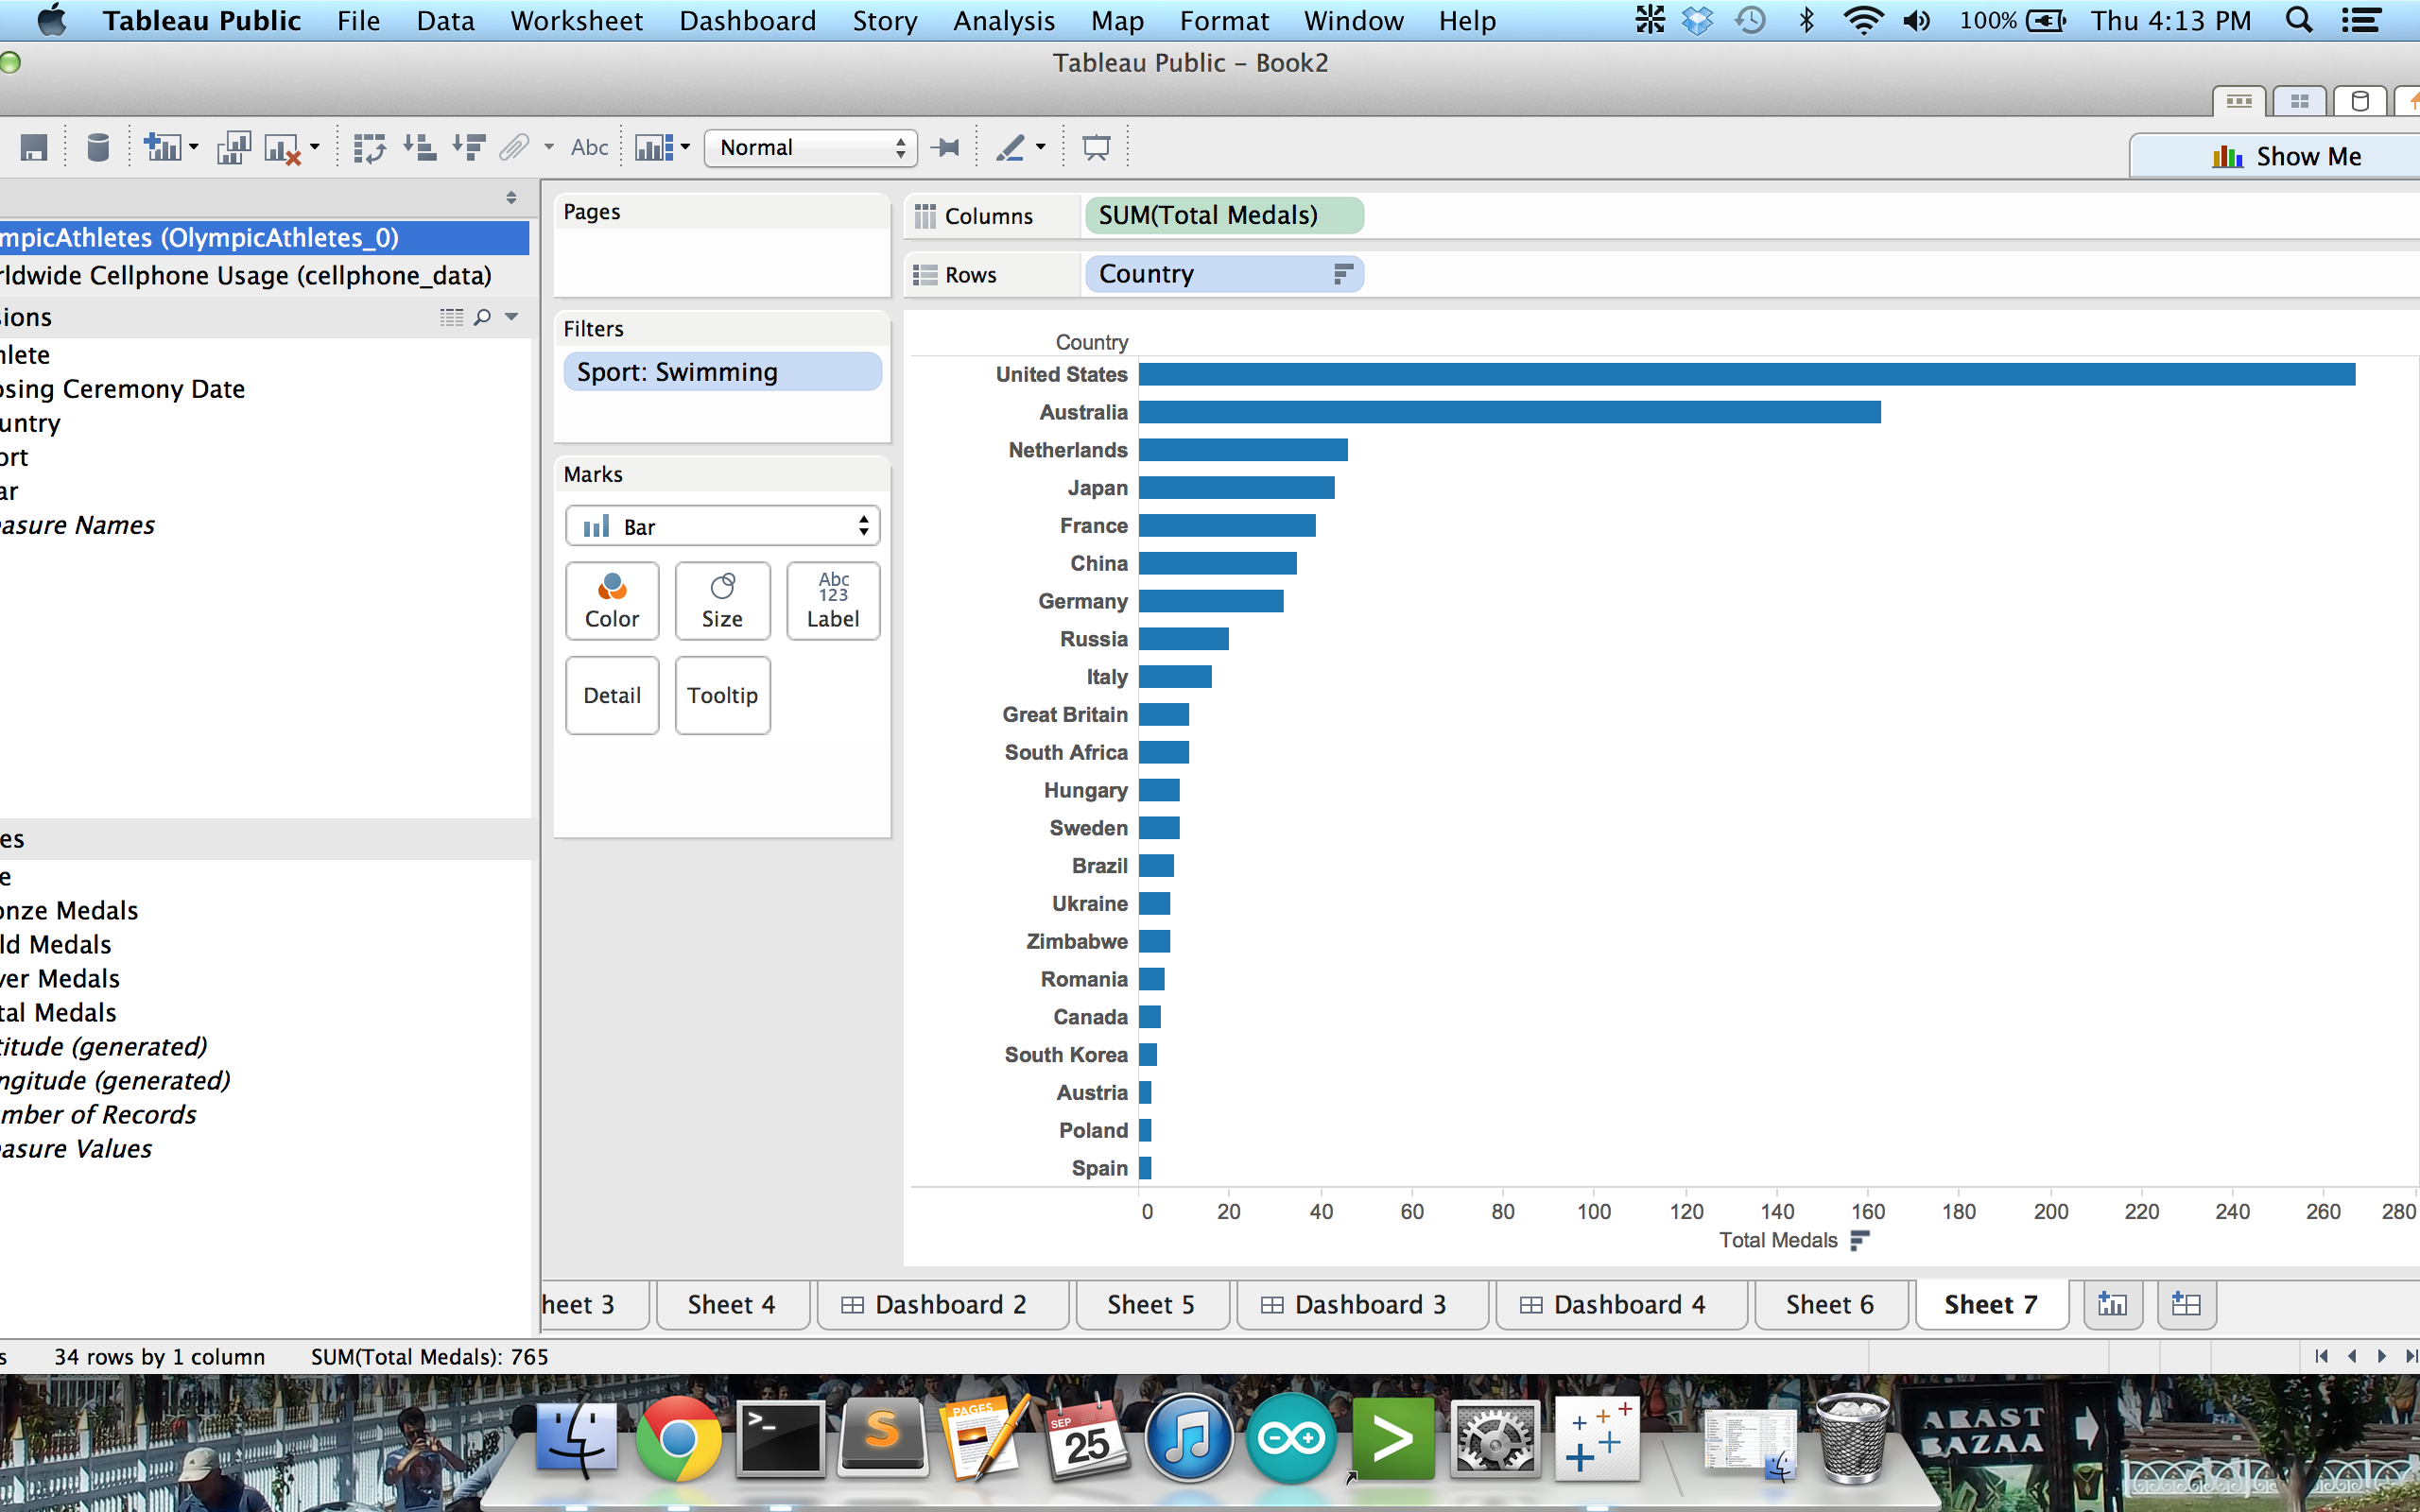 Tableau Public File Data Worksheet Dashboard Story Analysis Map Format Window Help 100% Thu 4:13 PM
Tableau Public – Book2
Abc Normal Show Me
mpicAthletes (OlympicAthletes_0)
rldwide Cellphone Usage (cellphone_data)
sions
hlete
osing Ceremony Date
untry
ort
ar
easure Names
es
e
onze Medals
ld Medals
ver Medals
tal Medals
titude (generated)
ngitude (generated)
mber of Records
easure Values
Pages
Filters
Sport: Swimming
Marks
Bar
Color Size Abc 123 Label
Detail Tooltip
Columns SUM(Total Medals)
Rows Country
Country
United States
Australia
Netherlands
Japan
France
China
Germany
Russia
Italy
Great Britain
South Africa
Hungary
Sweden
Brazil
Ukraine
Zimbabwe
Romania
Canada
South Korea
Austria
Poland
Spain
0 20 40 60 80 100 120 140 160 180 200 220 240 260 280
Total Medals
heet 3 Sheet 4 Dashboard 2 Sheet 5 Dashboard 3 Dashboard 4 Sheet 6 Sheet 7
s 34 rows by 1 column SUM(Total Medals): 765
PAGES
SEP
25
ARAST
BAZAA